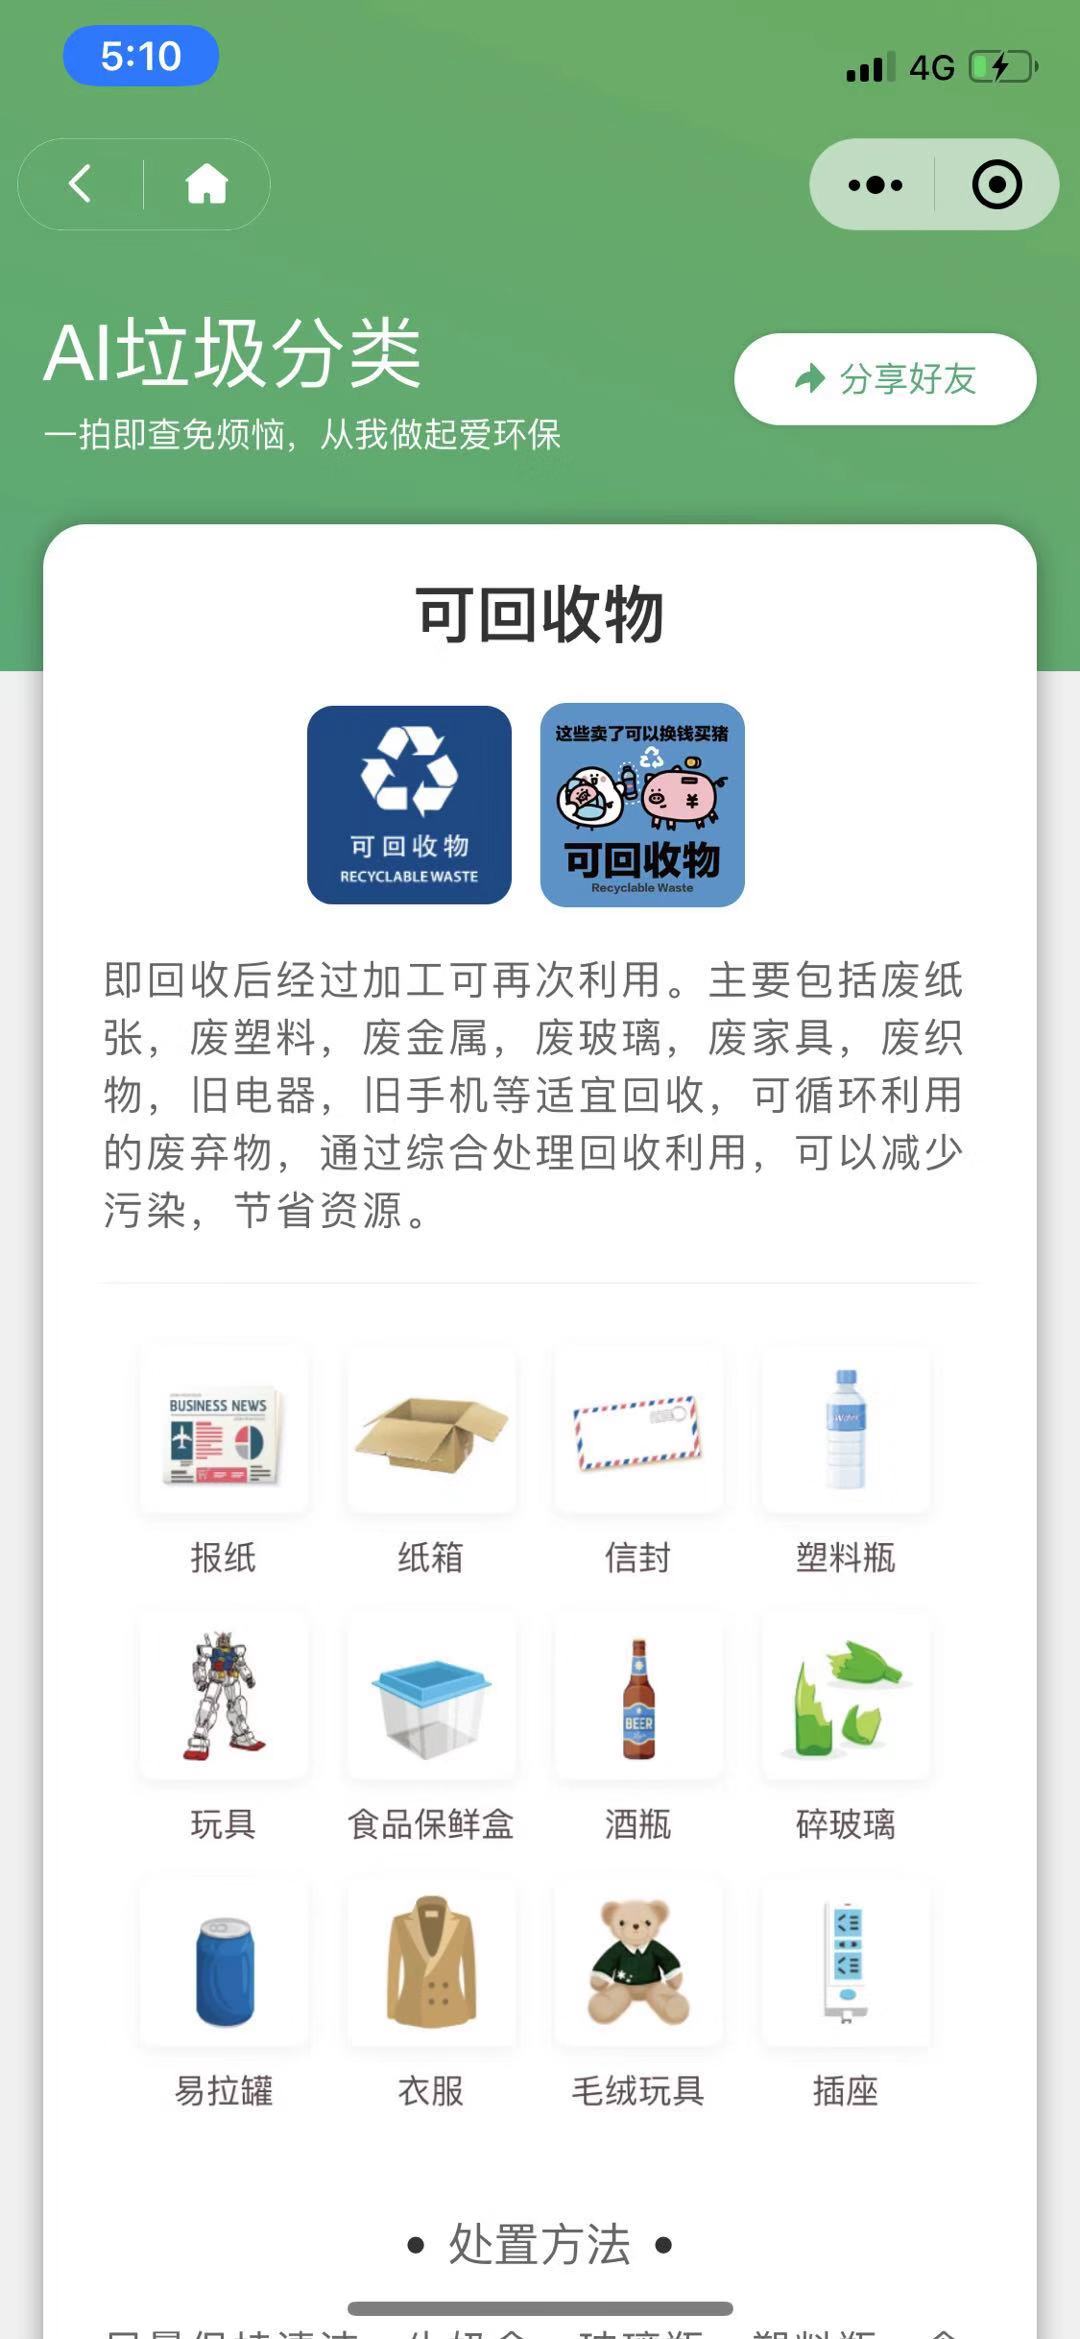 5:10
4G
AI垃圾分类
一拍即查免烦恼，从我做起爱环保
分享好友
可回收物
可回收物
RECYCLABLE WASTE
这些卖了可以换钱买猪
¥
可回收物
Recyclable Waste
即回收后经过加工可再次利用。主要包括废纸
张，废塑料，废金属，废玻璃，废家具，废织
物，旧电器，旧手机等适宜回收，可循环利用
的废弃物，通过综合处理回收利用，可以减少
污染，节省资源。
BUSINESS NEWS
Water
报纸
纸箱
信封
塑料瓶
BEER
玩具
食品保鲜盒
酒瓶
碎玻璃
易拉罐
衣服
毛绒玩具
插座
• 处置方法 •